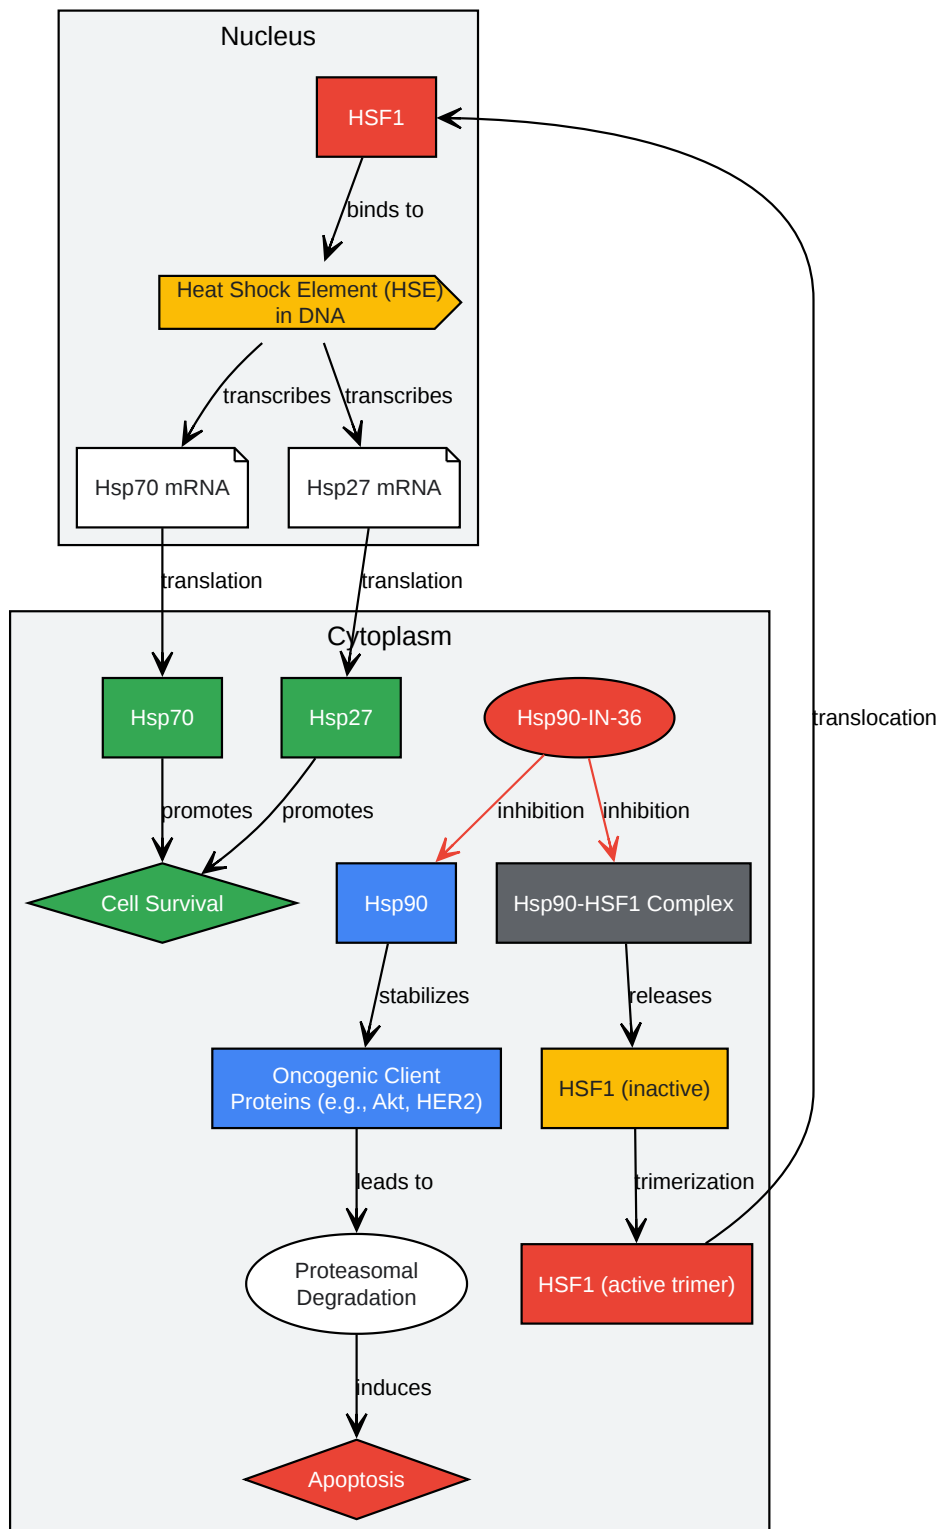 Nucleus
HSF1
binds to
Heat Shock Element (HSE)
in DNA
transcribes
transcribes
Hsp70 mRNA
Hsp27 mRNA
translation
translation
Cytoplasm
Hsp70
Hsp27
Hsp90-IN-36
translocation
promotes
promotes
inhibition
inhibition
Cell Survival
Hsp90
Hsp90-HSF1 Complex
stabilizes
releases
Oncogenic Client
Proteins (e.g., Akt, HER2)
HSF1 (inactive)
leads to
trimerization
Proteasomal
Degradation
HSF1 (active trimer)
induces
Apoptosis